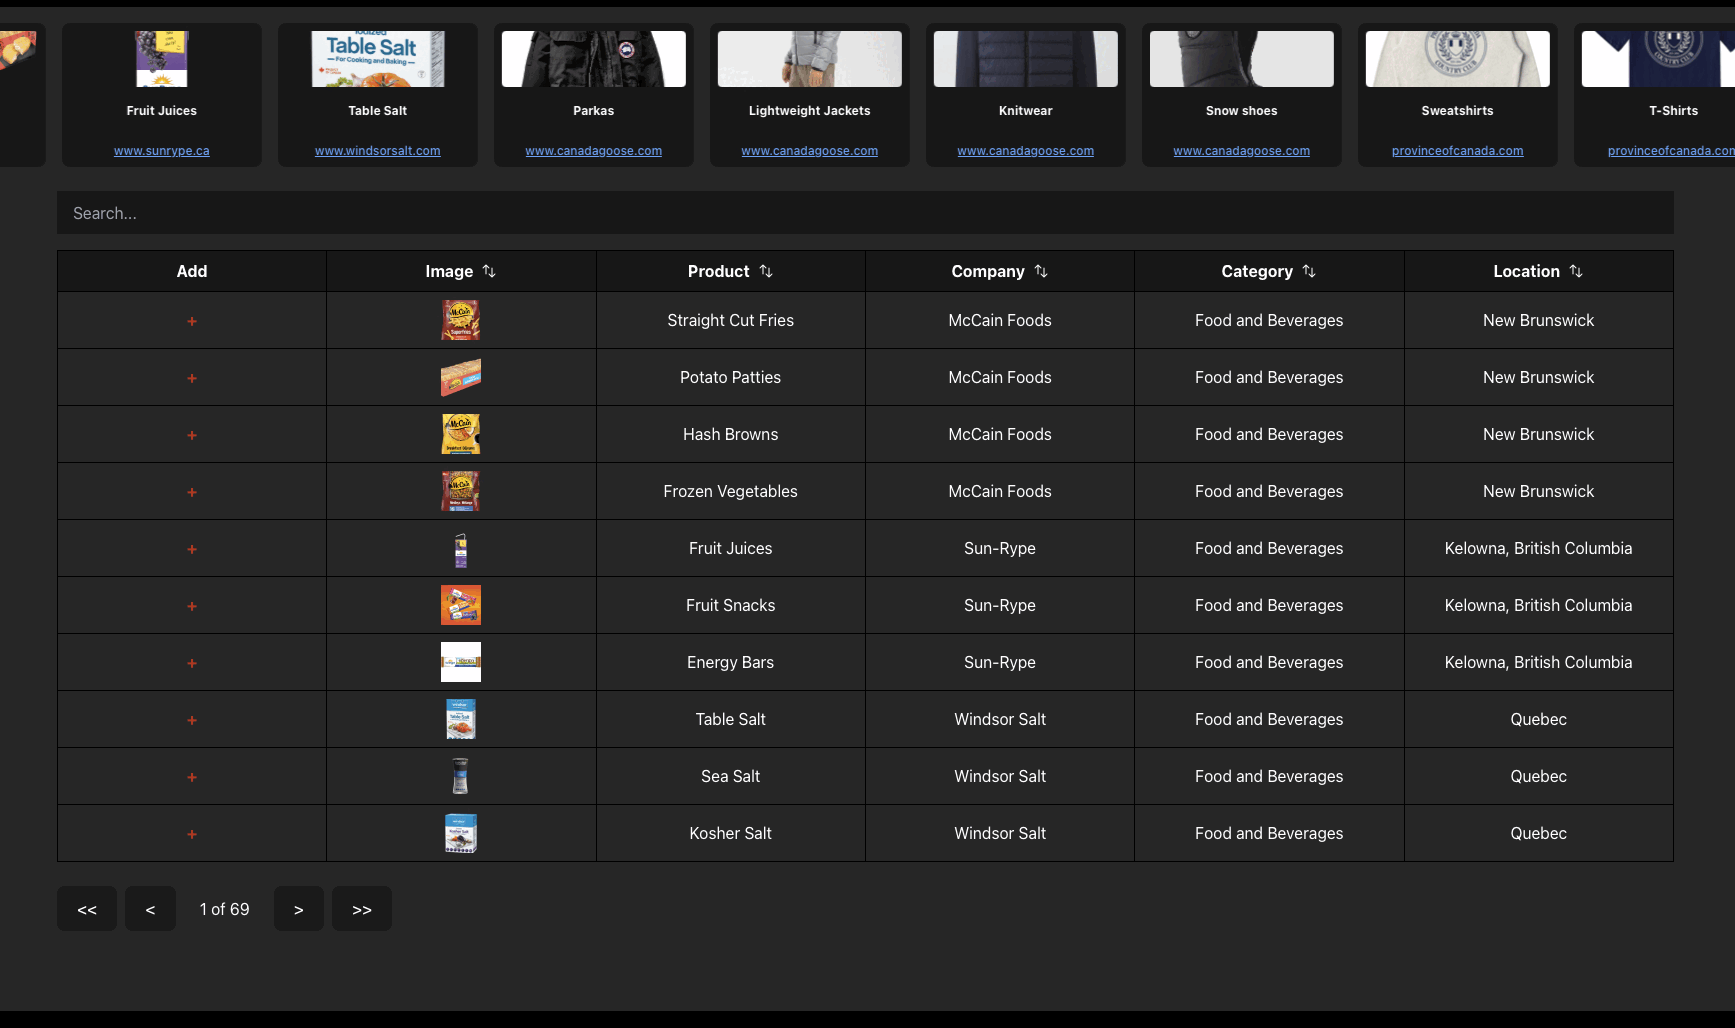 Iodized
Table Salt
For Cooking and Baking
Fruit Juices
Table Salt
Parkas
Lightweight Jackets
Knitwear
Snow shoes
Sweatshirts
T-Shirts
www.sunrype.ca
www.windsorsalt.com
www.canadagoose.com
www.canadagoose.com
www.canadagoose.com
www.canadagoose.com
provinceofcanada.com
provinceofcanada.com
Search...
Add Image Product Company Category Location
+ Straight Cut Fries McCain Foods Food and Beverages New Brunswick
+ Potato Patties McCain Foods Food and Beverages New Brunswick
+ Hash Browns McCain Foods Food and Beverages New Brunswick
+ Frozen Vegetables McCain Foods Food and Beverages New Brunswick
+ Fruit Juices Sun-Rype Food and Beverages Kelowna, British Columbia
+ Fruit Snacks Sun-Rype Food and Beverages Kelowna, British Columbia
+ Energy Bars Sun-Rype Food and Beverages Kelowna, British Columbia
+ Table Salt Windsor Salt Food and Beverages Quebec
+ Sea Salt Windsor Salt Food and Beverages Quebec
+ Kosher Salt Windsor Salt Food and Beverages Quebec
<< < 1 of 69 > >>